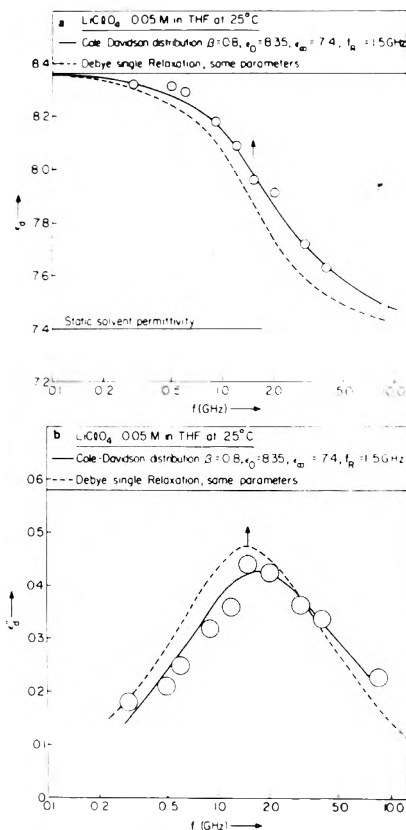 a LiClO4 0.05 M in THF at 25°C
Cole-Davidson distribution β=0.8, ϵ0=8.35, ϵ∞=7.4, fR=1.5GHz
Debye single Relaxation, same parameters
8.4
8.2
8.0
7.8
7.6
7.4
7.2
ϵ'd
Static solvent permittivity
0.1 0.2 0.5 1.0 2.0 5.0 10.0
f(GHz)
b LiClO4 0.05 M in THF at 25°C
Cole-Davidson distribution β=0.8, ϵ0=8.35, ϵ∞=7.4, fR=1.5GHz
Debye single Relaxation, same parameters
0.6
0.5
0.4
0.3
0.2
0.1
0
ϵ"d
0.1 0.2 0.5 1.0 2.0 5.0 10.0
f(GHz)